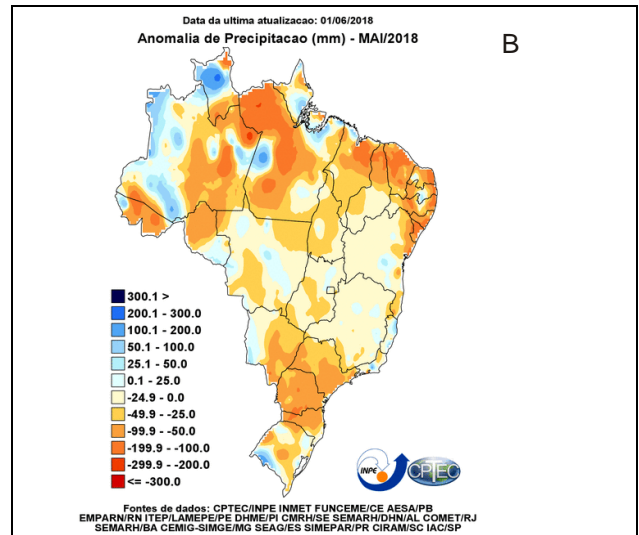 Data da ultima atualizacao: 01/06/2018
Anomalia de Precipitacao (mm) - MAI/2018
B
300.1 >
200.1 - 300.0
100.1 - 200.0
50.1 - 100.0
25.1 - 50.0
0.1 - 25.0
-24.9 - 0.0
-49.9 - -25.0
-99.9 - -50.0
-199.9 - -100.0
-299.9 - -200.0
<= -300.0
INPE
CPTEC
Fontes de dados: CPTEC/INPE INMET FUNCEME/CE AESA/PB
EMPARN/RN ITEP/LAMEPE/PE DHME/PI CMRH/SE SEMARH/DHN/AL COMET/RJ
SEMARH/BA CEMIG-SIMGE/MG SEAG/ES SIMEPAR/PR CIRAM/SC IAC/SP